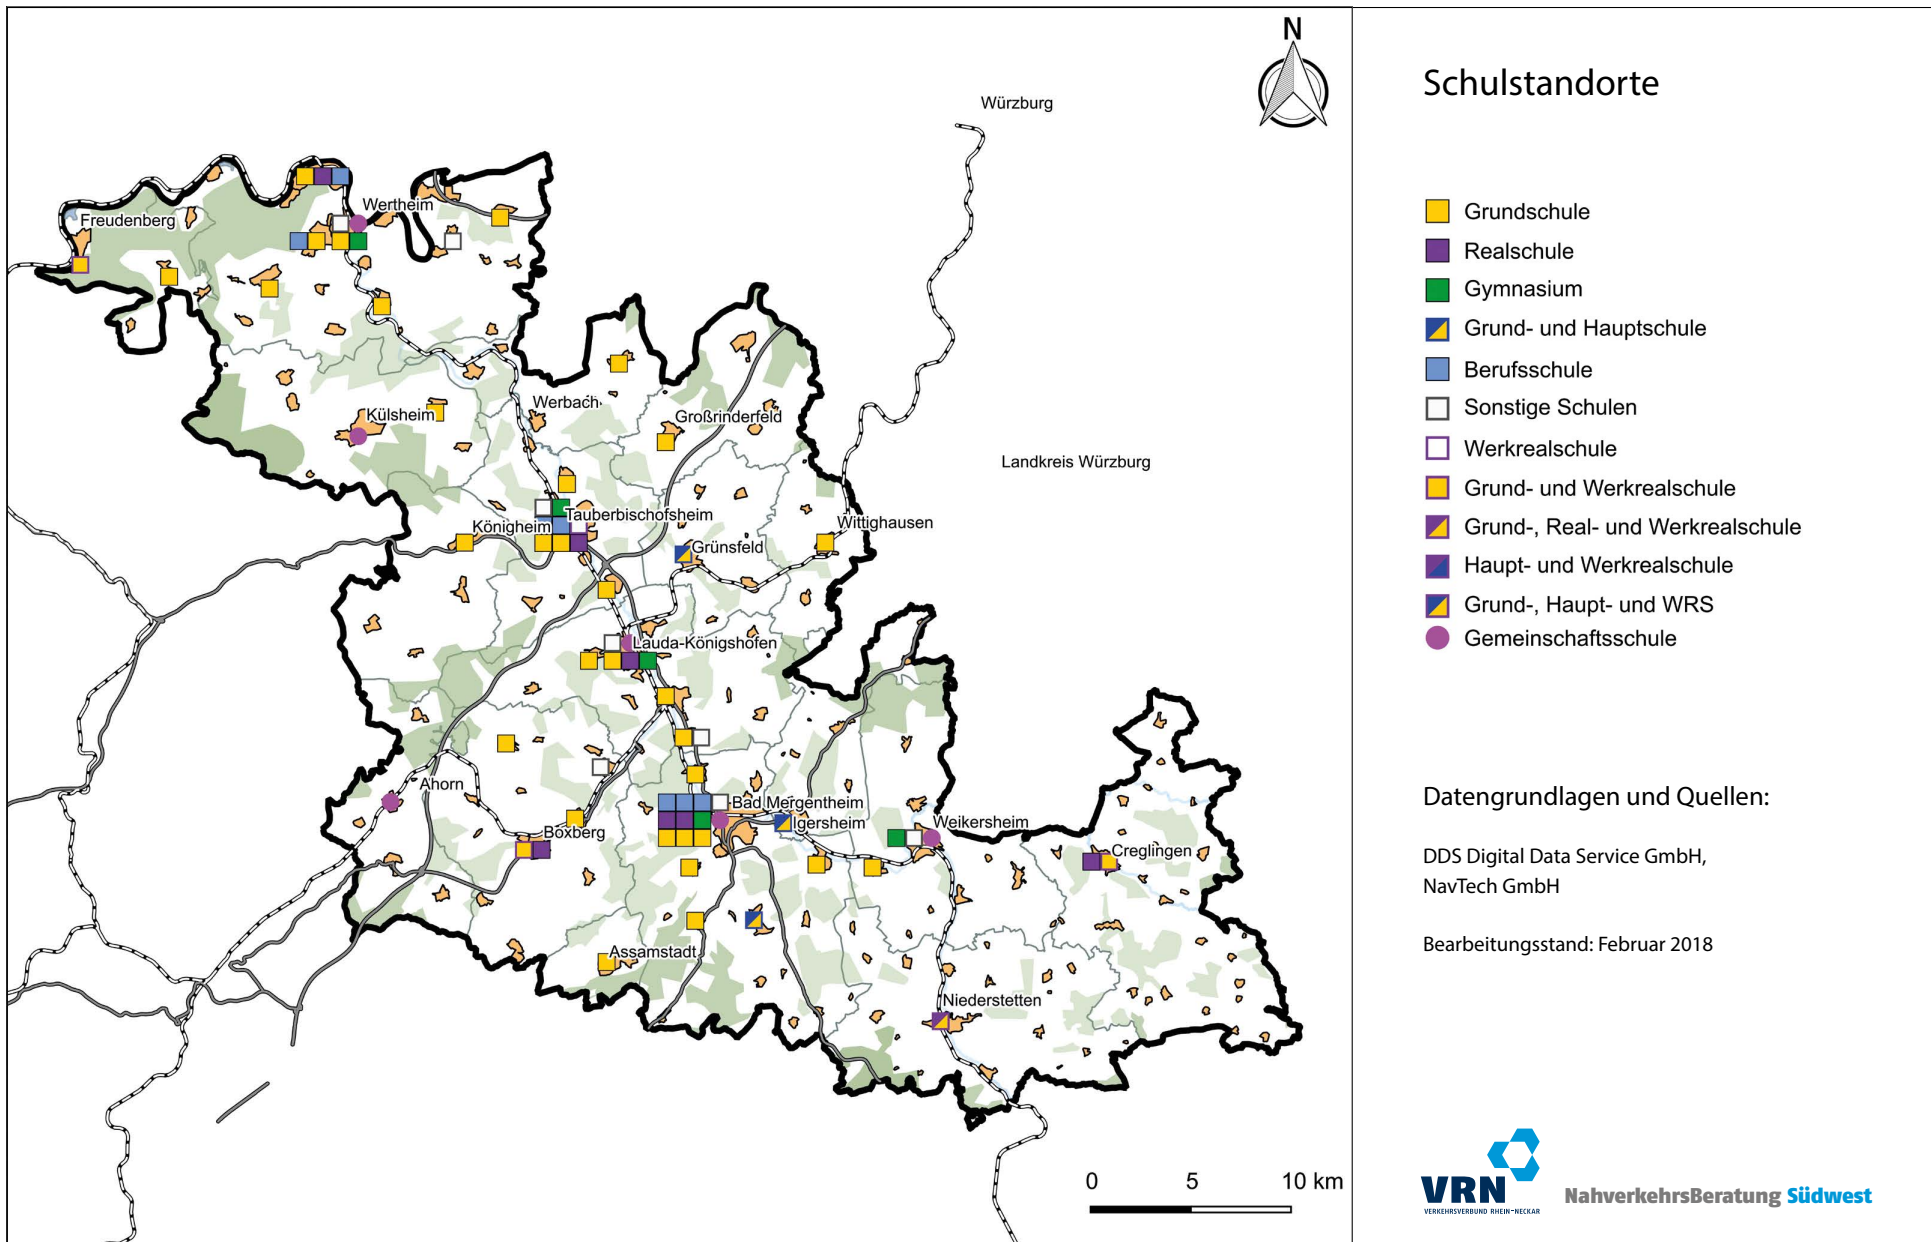 N
Würzburg
Wertheim
Freudenberg
Külsheim
Werbach
Großrinderfeld
Landkreis Würzburg
Königheim
Tauberbischofsheim
Wittighausen
Grünsfeld
Lauda-Königshofen
Ahorn
Bad Mergentheim
Igersheim
Weikersheim
Boxberg
Creglingen
Assamstadt
Niederstetten
0 5 10 km
Schulstandorte
Grundschule
Realschule
Gymnasium
Grund- und Hauptschule
Berufsschule
Sonstige Schulen
Werkrealschule
Grund- und Werkrealschule
Grund-, Real- und Werkrealschule
Haupt- und Werkrealschule
Grund-, Haupt- und WRS
Gemeinschaftsschule
Datengrundlagen und Quellen:
DDS Digital Data Service GmbH,
NavTech GmbH
Bearbeitungsstand: Februar 2018
VRN
VERKEHRSVERBUND RHEIN-NECKAR
NahverkehrsBeratung Südwest